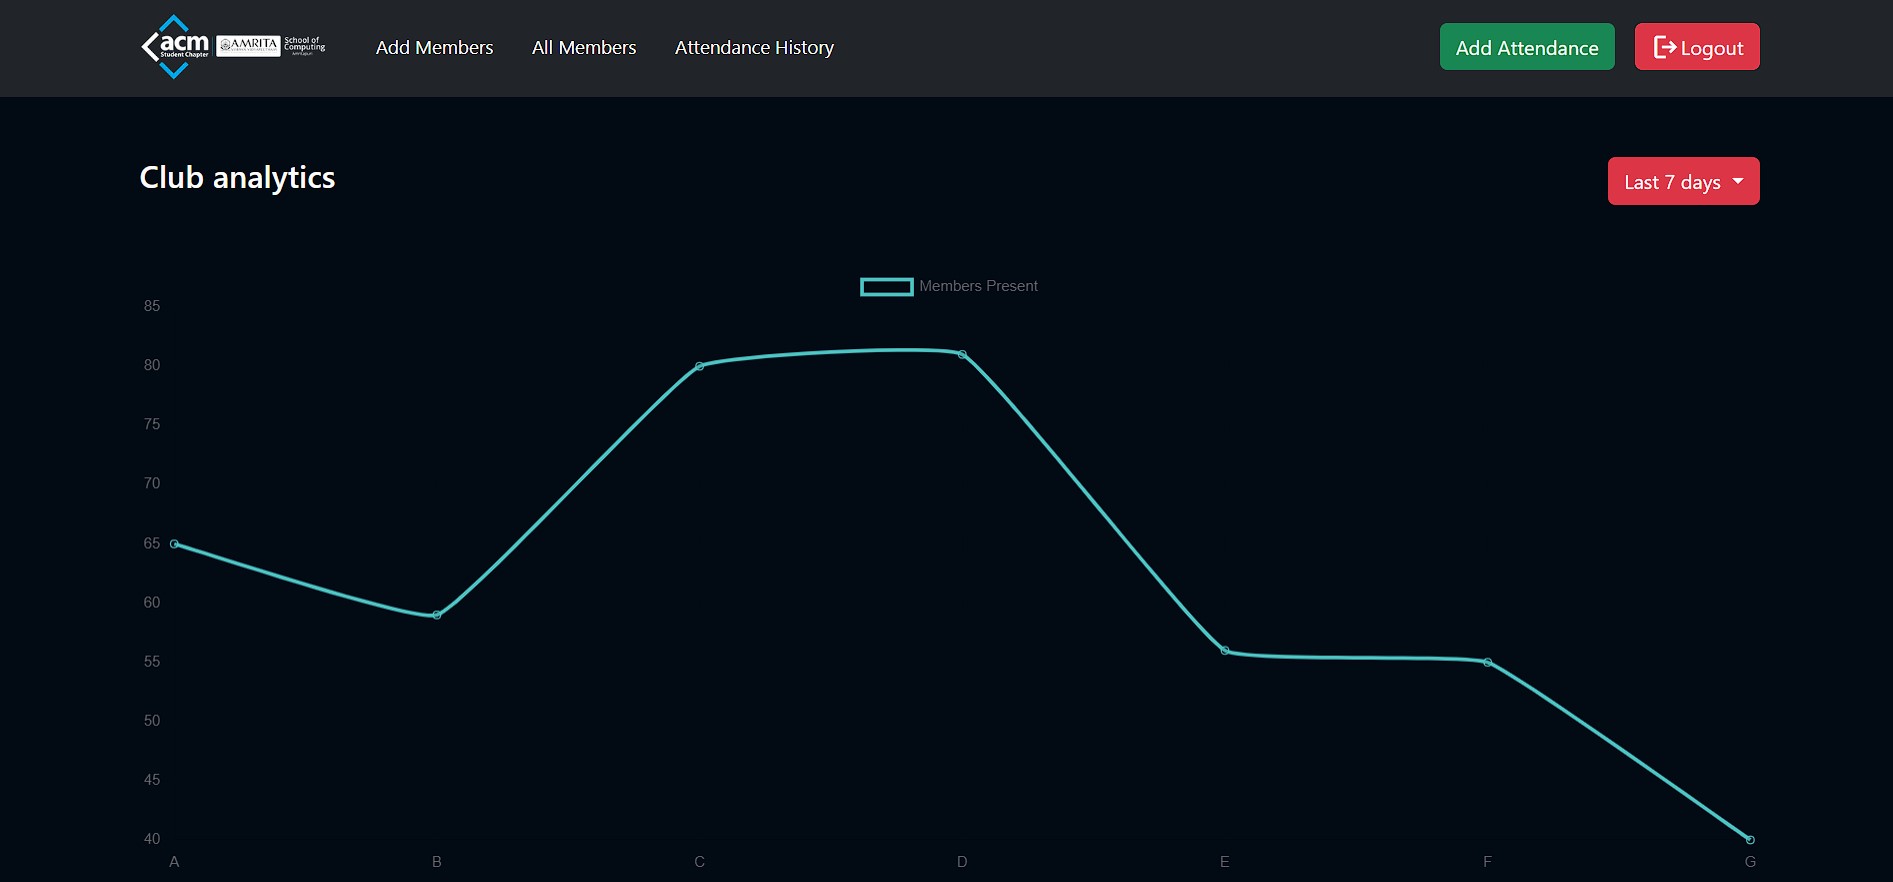 acm
Student Chapter
AMRITA
School of
Computing
Add Members
All Members
Attendance History
Add Attendance
Logout
Club analytics
Last 7 days
Members Present
85
80
75
70
65
60
55
50
45
40
A B C D E F G